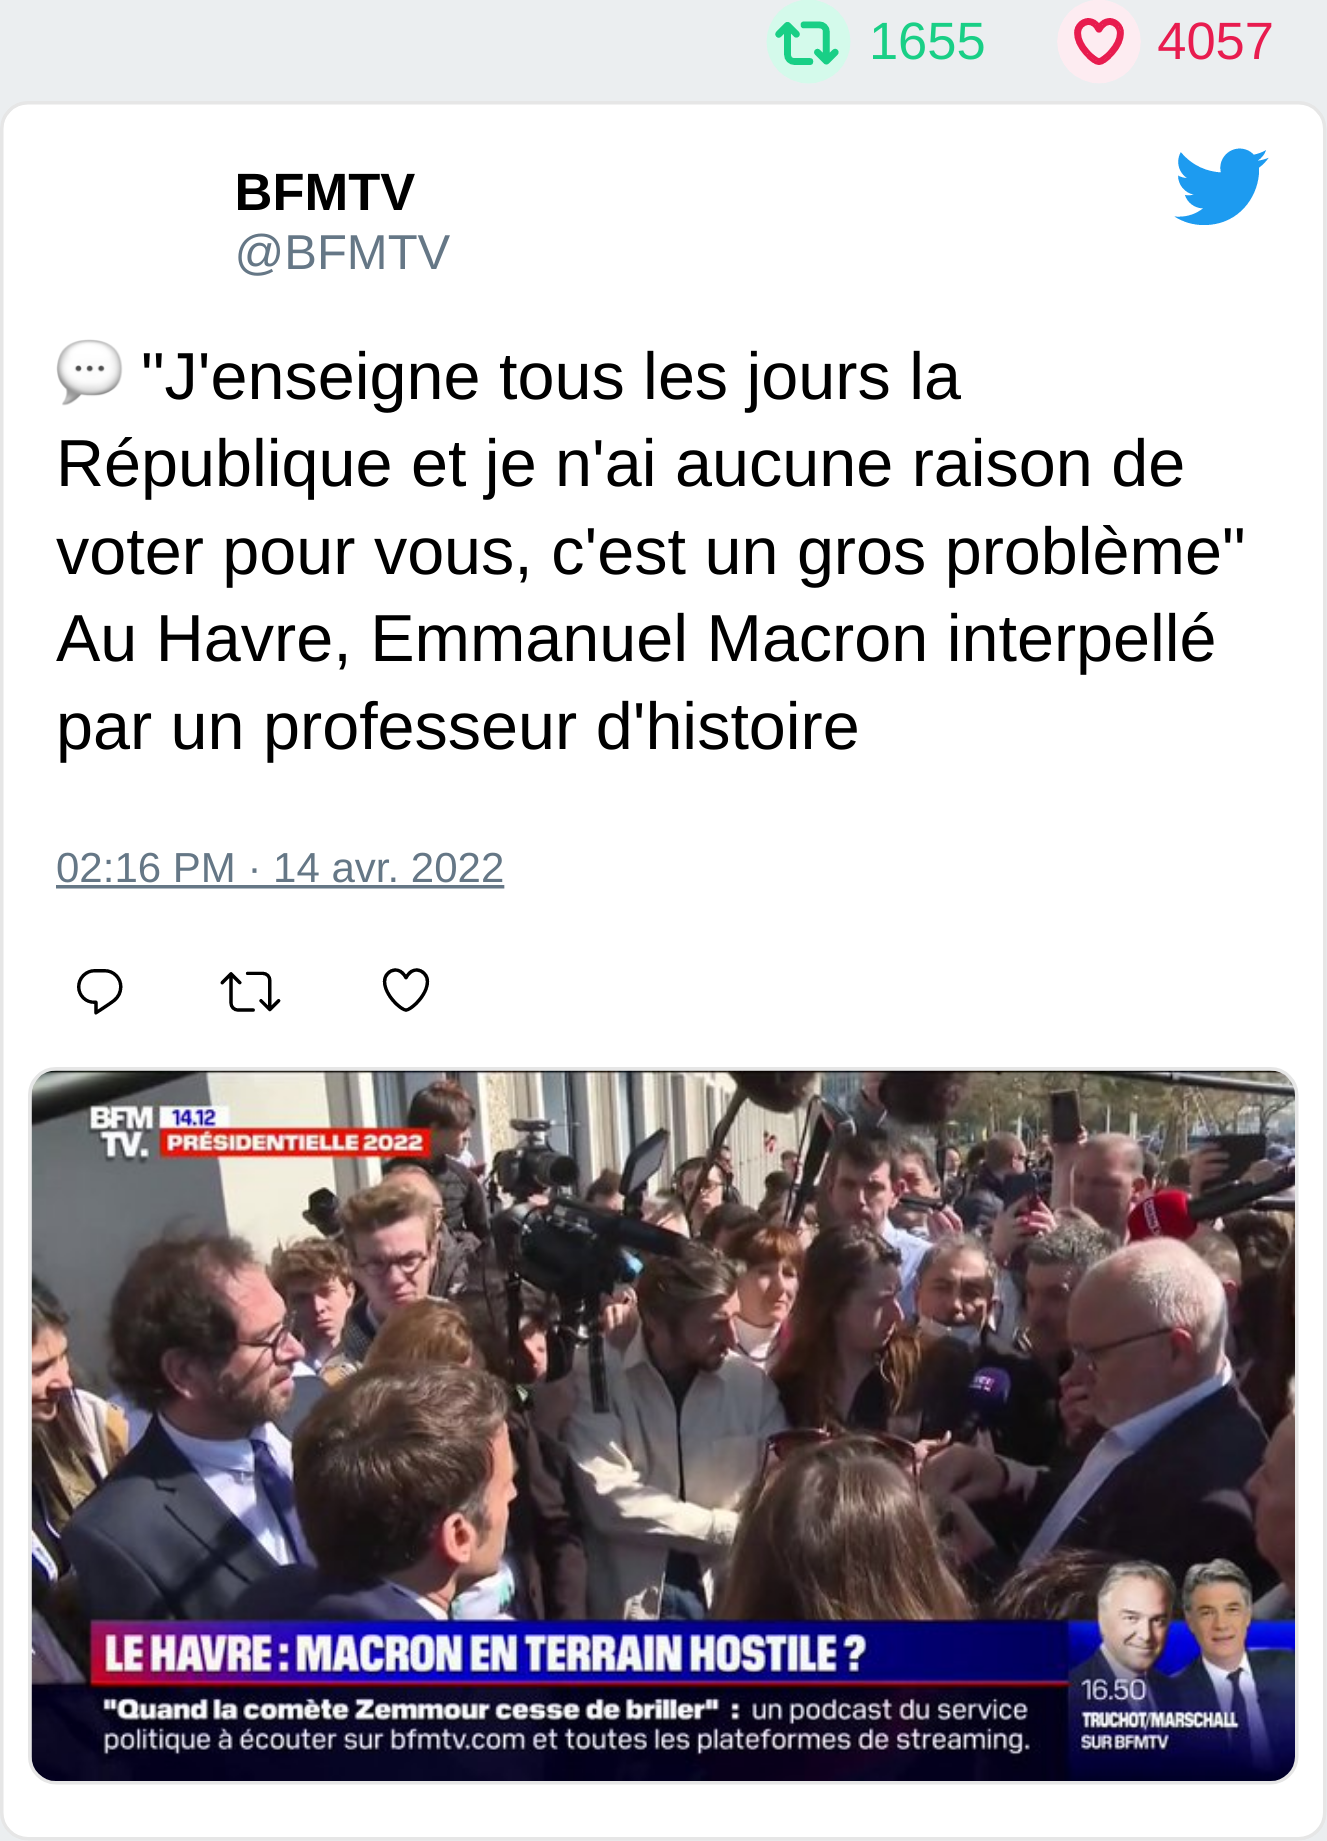 1655 4057
BFMTV
@BFMTV
💬 "J'enseigne tous les jours la
République et je n'ai aucune raison de
voter pour vous, c'est un gros problème"
Au Havre, Emmanuel Macron interpellé
par un professeur d'histoire
02:16 PM · 14 avr. 2022
BFM 14.12
TV. PRÉSIDENTIELLE 2022
LE HAVRE : MACRON EN TERRAIN HOSTILE ?
"Quand la comète Zemmour cesse de briller" : un podcast du service
politique à écouter sur bfmtv.com et toutes les plateformes de streaming.
16.50
TRUCHOT/MARSCHALL
SUR BFMTV